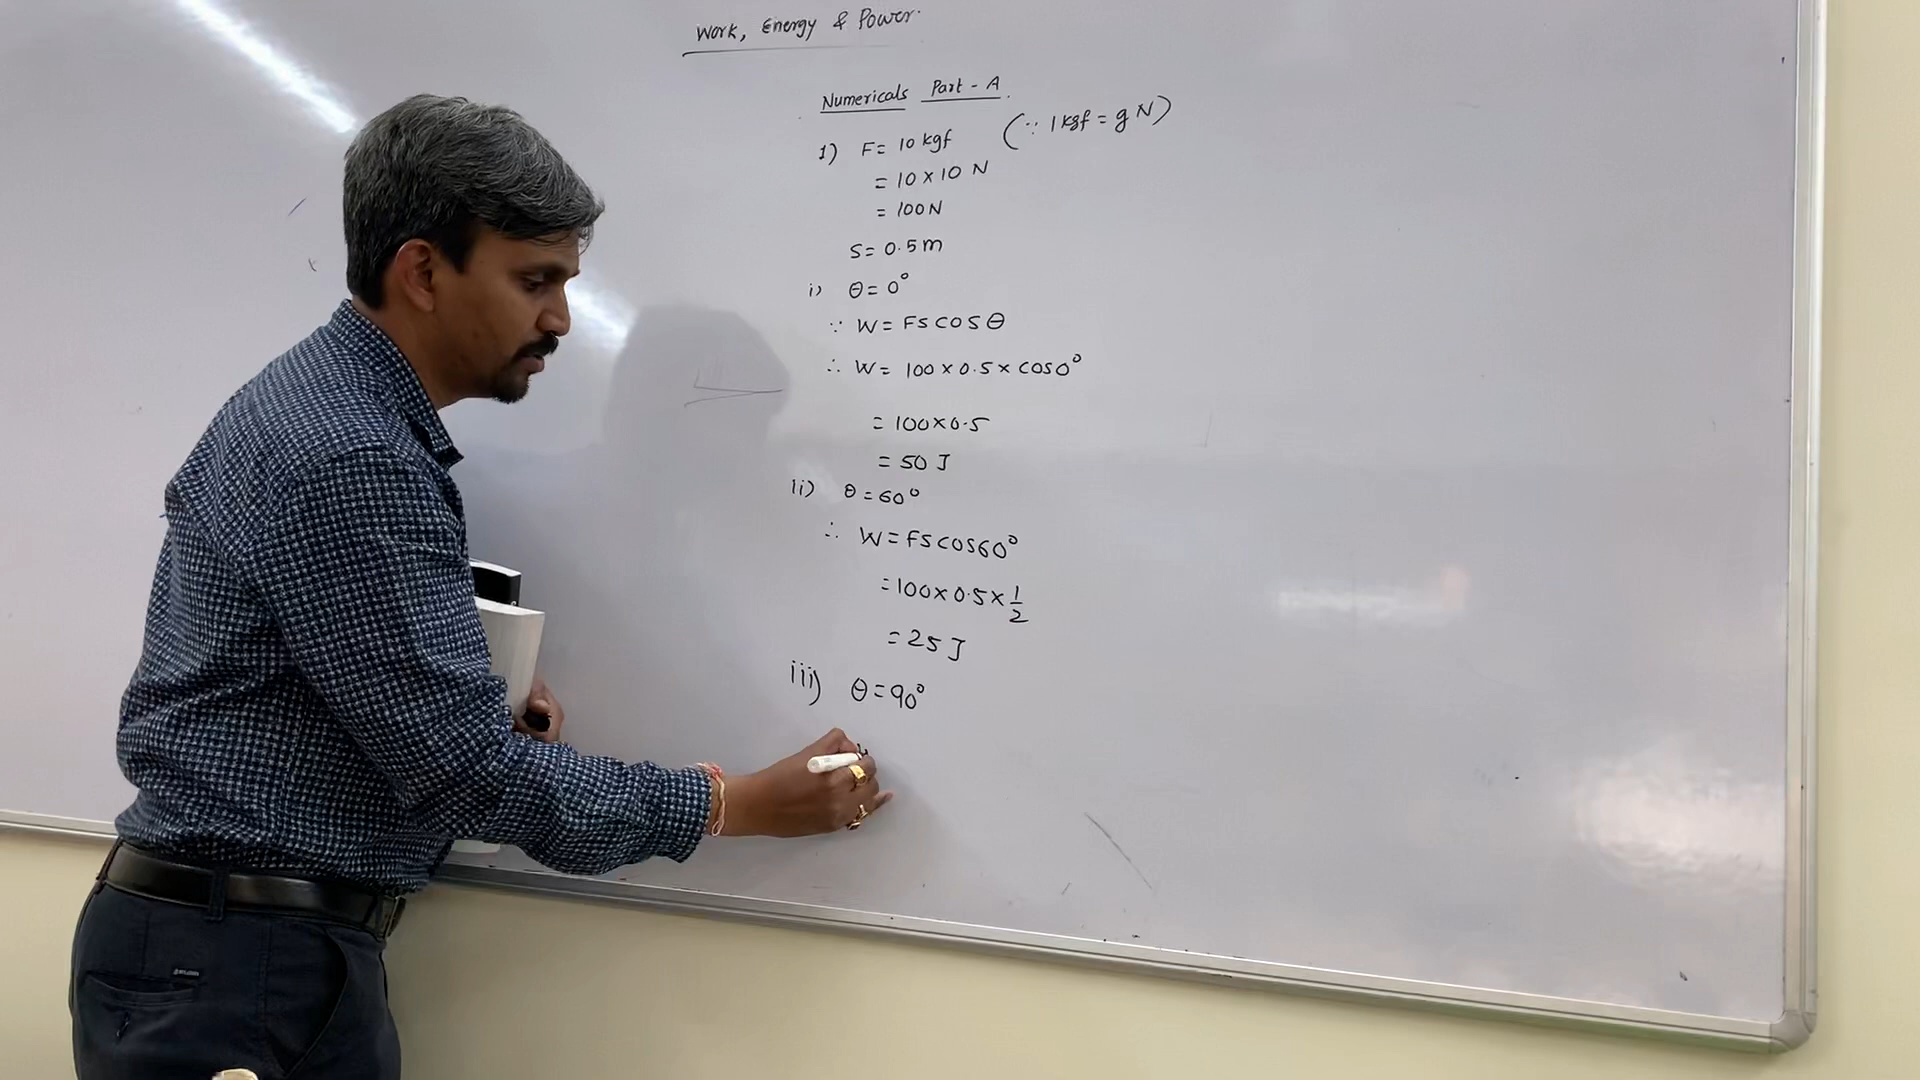 Work, Energy & Power.
Numericals Part - A.
1) F = 10 kgf (∵ 1 kgf = g N)
= 10 × 10 N
= 100 N
S = 0.5 m
i) θ = 0°
∵ W = FS COS θ
∴ W = 100 × 0.5 × COS 0°
= 100 × 0.5
= 50 J
ii) θ = 60°
∴ W = FS COS 60°
= 100 × 0.5 × 1/2
= 25 J
iii) θ = 90°